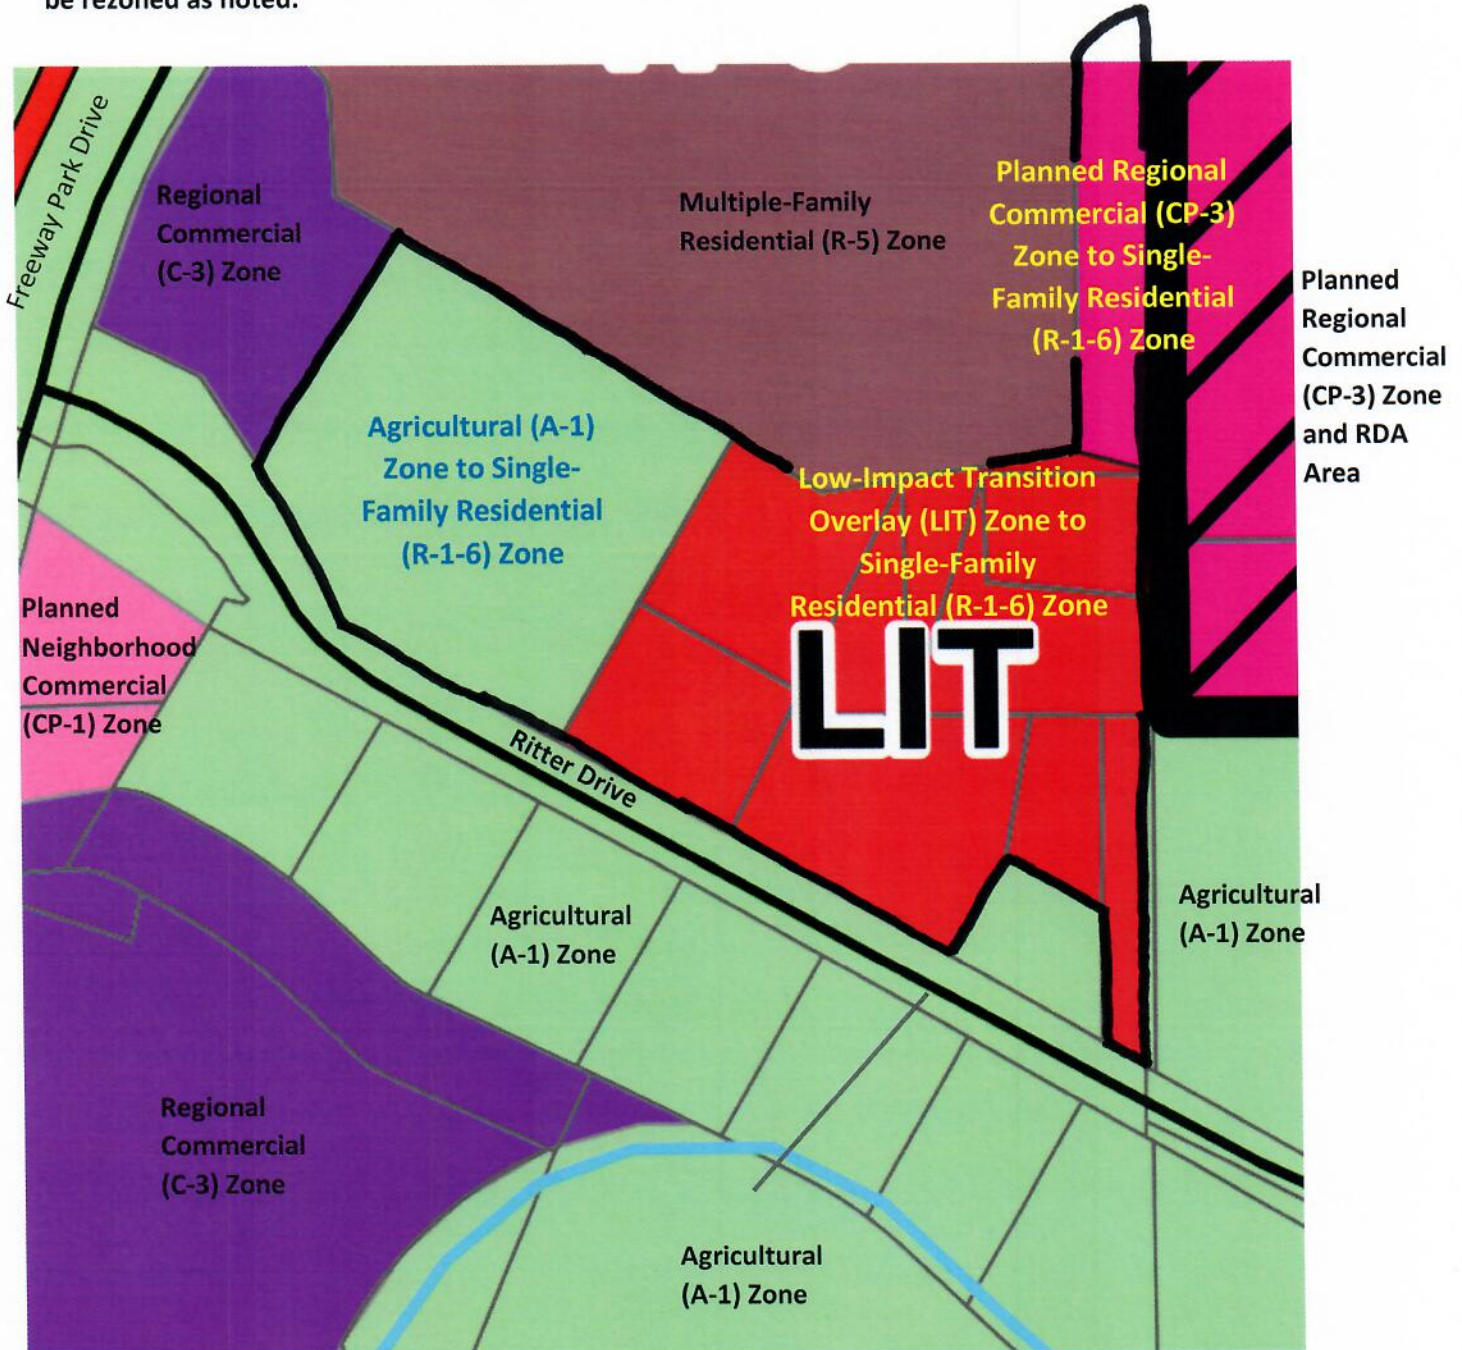 be rezoned as noted.
Freeway Park Drive
Regional
Commercial
(C-3) Zone
Multiple-Family
Residential (R-5) Zone
Planned Regional
Commercial (CP-3)
Zone to Single-
Family Residential
(R-1-6) Zone
Planned
Regional
Commercial
(CP-3) Zone
and RDA
Area
Agricultural (A-1)
Zone to Single-
Family Residential
(R-1-6) Zone
Low-Impact Transition
Overlay (LIT) Zone to
Single-Family
Residential (R-1-6) Zone
LIT
Planned
Neighborhood
Commercial
(CP-1) Zone
Ritter Drive
Agricultural
(A-1) Zone
Agricultural
(A-1) Zone
Regional
Commercial
(C-3) Zone
Agricultural
(A-1) Zone